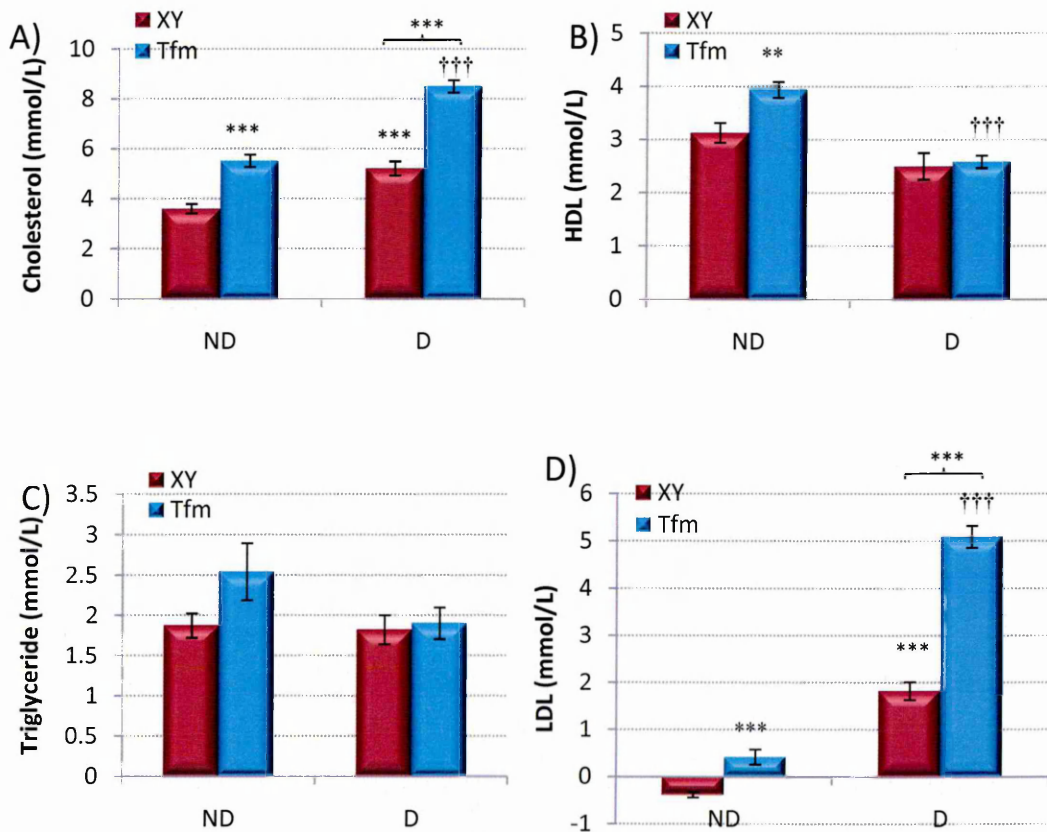 A)
XY
Tfm
Cholesterol (mmol/L)
10
8
6
4
2
0
***
***
***
†††
ND
D
B)
XY
Tfm
HDL (mmol/L)
5
4
3
2
1
0
**
†††
ND
D
C)
XY
Tfm
Triglyceride (mmol/L)
3.5
3
2.5
2
1.5
1
0.5
0
ND
D
D)
XY
Tfm
LDL (mmol/L)
6
5
4
3
2
1
0
-1
***
***
***
†††
ND
D